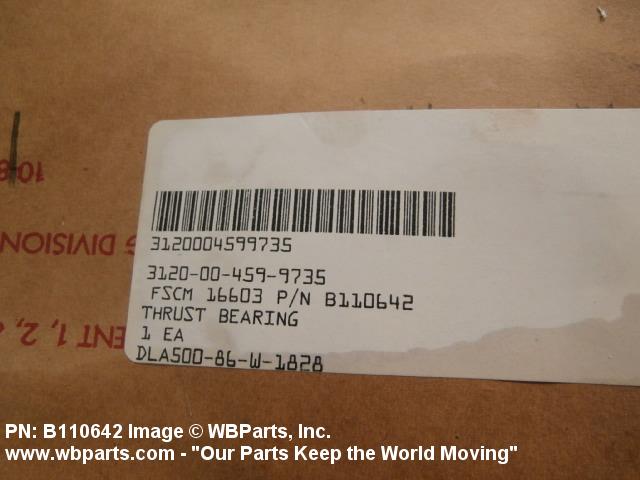 3120004599735
3120-00-459-9735
FSCM 16603 P/N B110642
THRUST BEARING
1 EA
DLA500-86-W-1828
DIVISION
ENT 1, 2,
PN: B110642 Image © WBParts, Inc.
www.wbparts.com - "Our Parts Keep the World Moving"